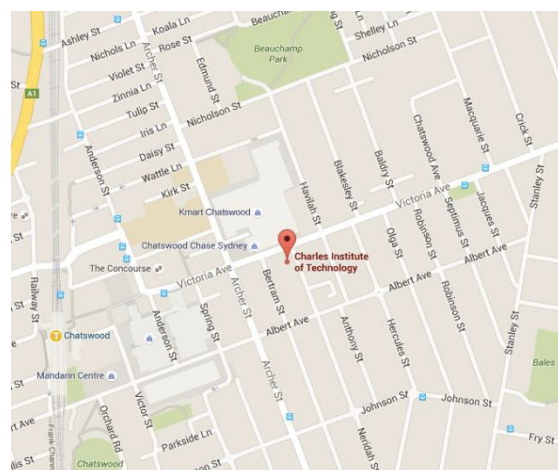 Koala Ln
Beauchamp
Shelley Ln
Ashley St
Nichols Ln
Rose St
Archer St
Beauchamp
Park
Nicholson St
Violet St
Edmund St
Zinnia Ln
A1
Tulip St
Nicholson St
Macquarie St
Crick St
Iris Ln
Chatswood Ave
Anderson St
Daisy St
Wattle Ln
Blakesley St
Baldry St
Stanley St
Kirk St
Havilah St
Victoria Ave
Septimus St
Jacques St
Kmart Chatswood
Olga St
Robinson St
Chatswood Chase Sydney
Albert Ave
Charles Institute
of Technology
The Concourse
Victoria Ave
Railway St
Archer St
Bertram St
Albert Ave
Robinson St
Anderson St
Spring St
Albert Ave
Stanley St
T
Chatswood
Anthony St
Hercules St
Bales
Mandarin Centre
Archer St
Victor St
Johnson St
Johnson St
Albert Ave
Orchard Rd
Parkside Ln
Neridah St
Fry St
Frank Chann
Chatswood